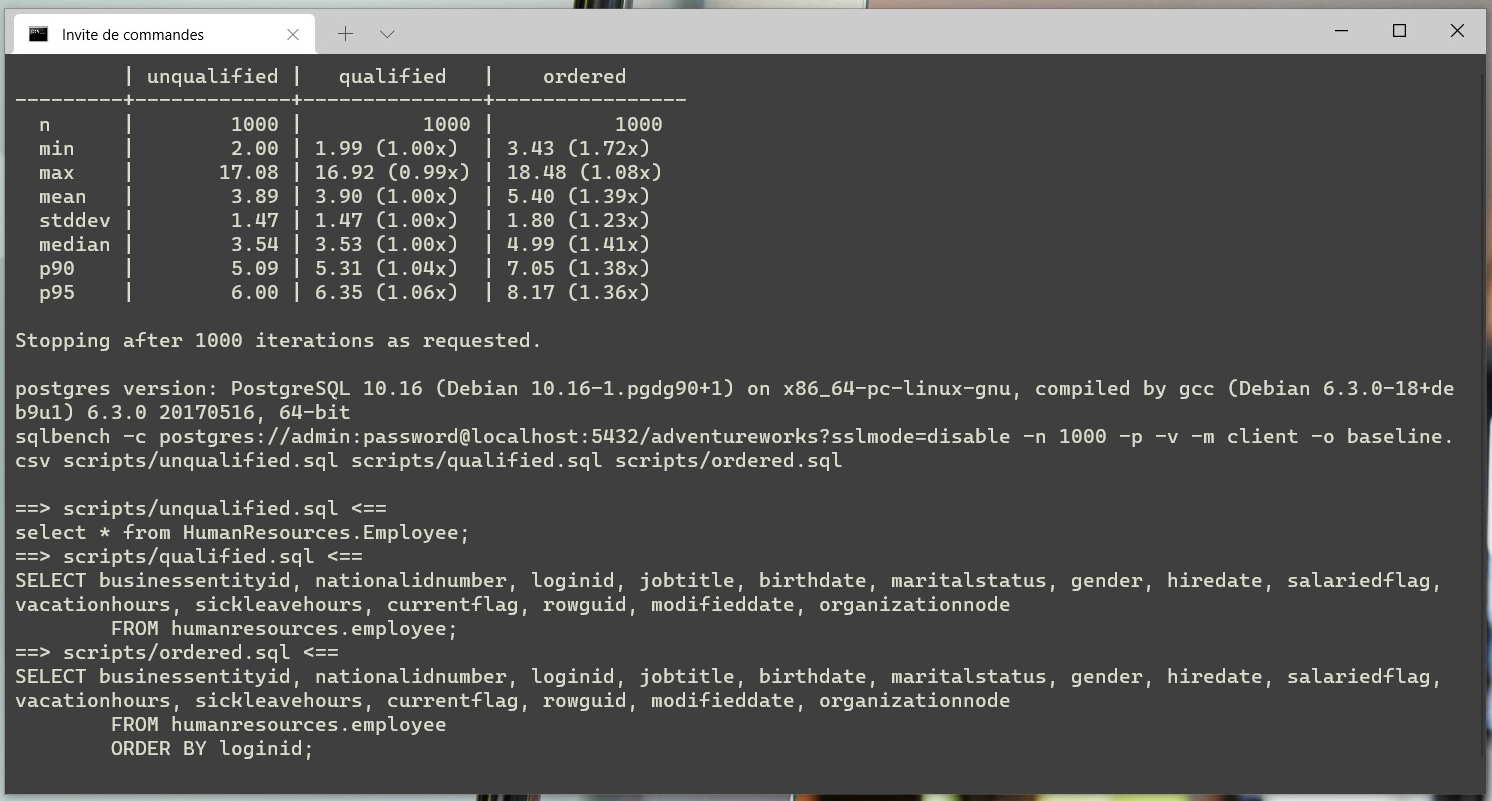 Invite de commandes
         | unqualified |   qualified   |    ordered
---------+-------------+---------------+----------------
  n      |        1000 |          1000 |          1000
  min    |        2.00 | 1.99 (1.00x)  | 3.43 (1.72x)
  max    |       17.08 | 16.92 (0.99x) | 18.48 (1.08x)
  mean   |        3.89 | 3.90 (1.00x)  | 5.40 (1.39x)
  stddev |        1.47 | 1.47 (1.00x)  | 1.80 (1.23x)
  median |        3.54 | 3.53 (1.00x)  | 4.99 (1.41x)
  p90    |        5.09 | 5.31 (1.04x)  | 7.05 (1.38x)
  p95    |        6.00 | 6.35 (1.06x)  | 8.17 (1.36x)
Stopping after 1000 iterations as requested.
postgres version: PostgreSQL 10.16 (Debian 10.16-1.pgdg90+1) on x86_64-pc-linux-gnu, compiled by gcc (Debian 6.3.0-18+de
b9u1) 6.3.0 20170516, 64-bit
sqlbench -c postgres://admin:password@localhost:5432/adventureworks?sslmode=disable -n 1000 -p -v -m client -o baseline.
csv scripts/unqualified.sql scripts/qualified.sql scripts/ordered.sql
==> scripts/unqualified.sql <==
select * from HumanResources.Employee;
==> scripts/qualified.sql <==
SELECT businessentityid, nationalidnumber, loginid, jobtitle, birthdate, maritalstatus, gender, hiredate, salariedflag,
vacationhours, sickleavehours, currentflag, rowguid, modifieddate, organizationnode
        FROM humanresources.employee;
==> scripts/ordered.sql <==
SELECT businessentityid, nationalidnumber, loginid, jobtitle, birthdate, maritalstatus, gender, hiredate, salariedflag,
vacationhours, sickleavehours, currentflag, rowguid, modifieddate, organizationnode
        FROM humanresources.employee
        ORDER BY loginid;